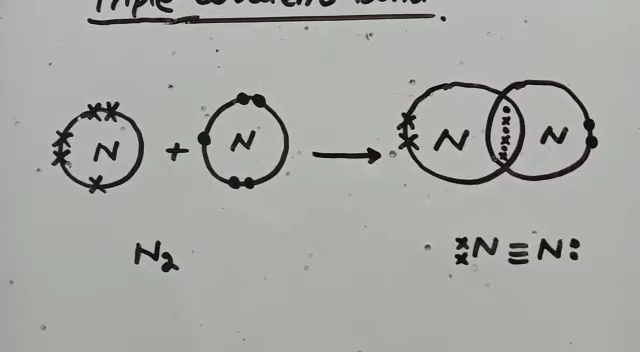 Triple covalent bond.
N + N → N N
N₂
××N ≡ N: